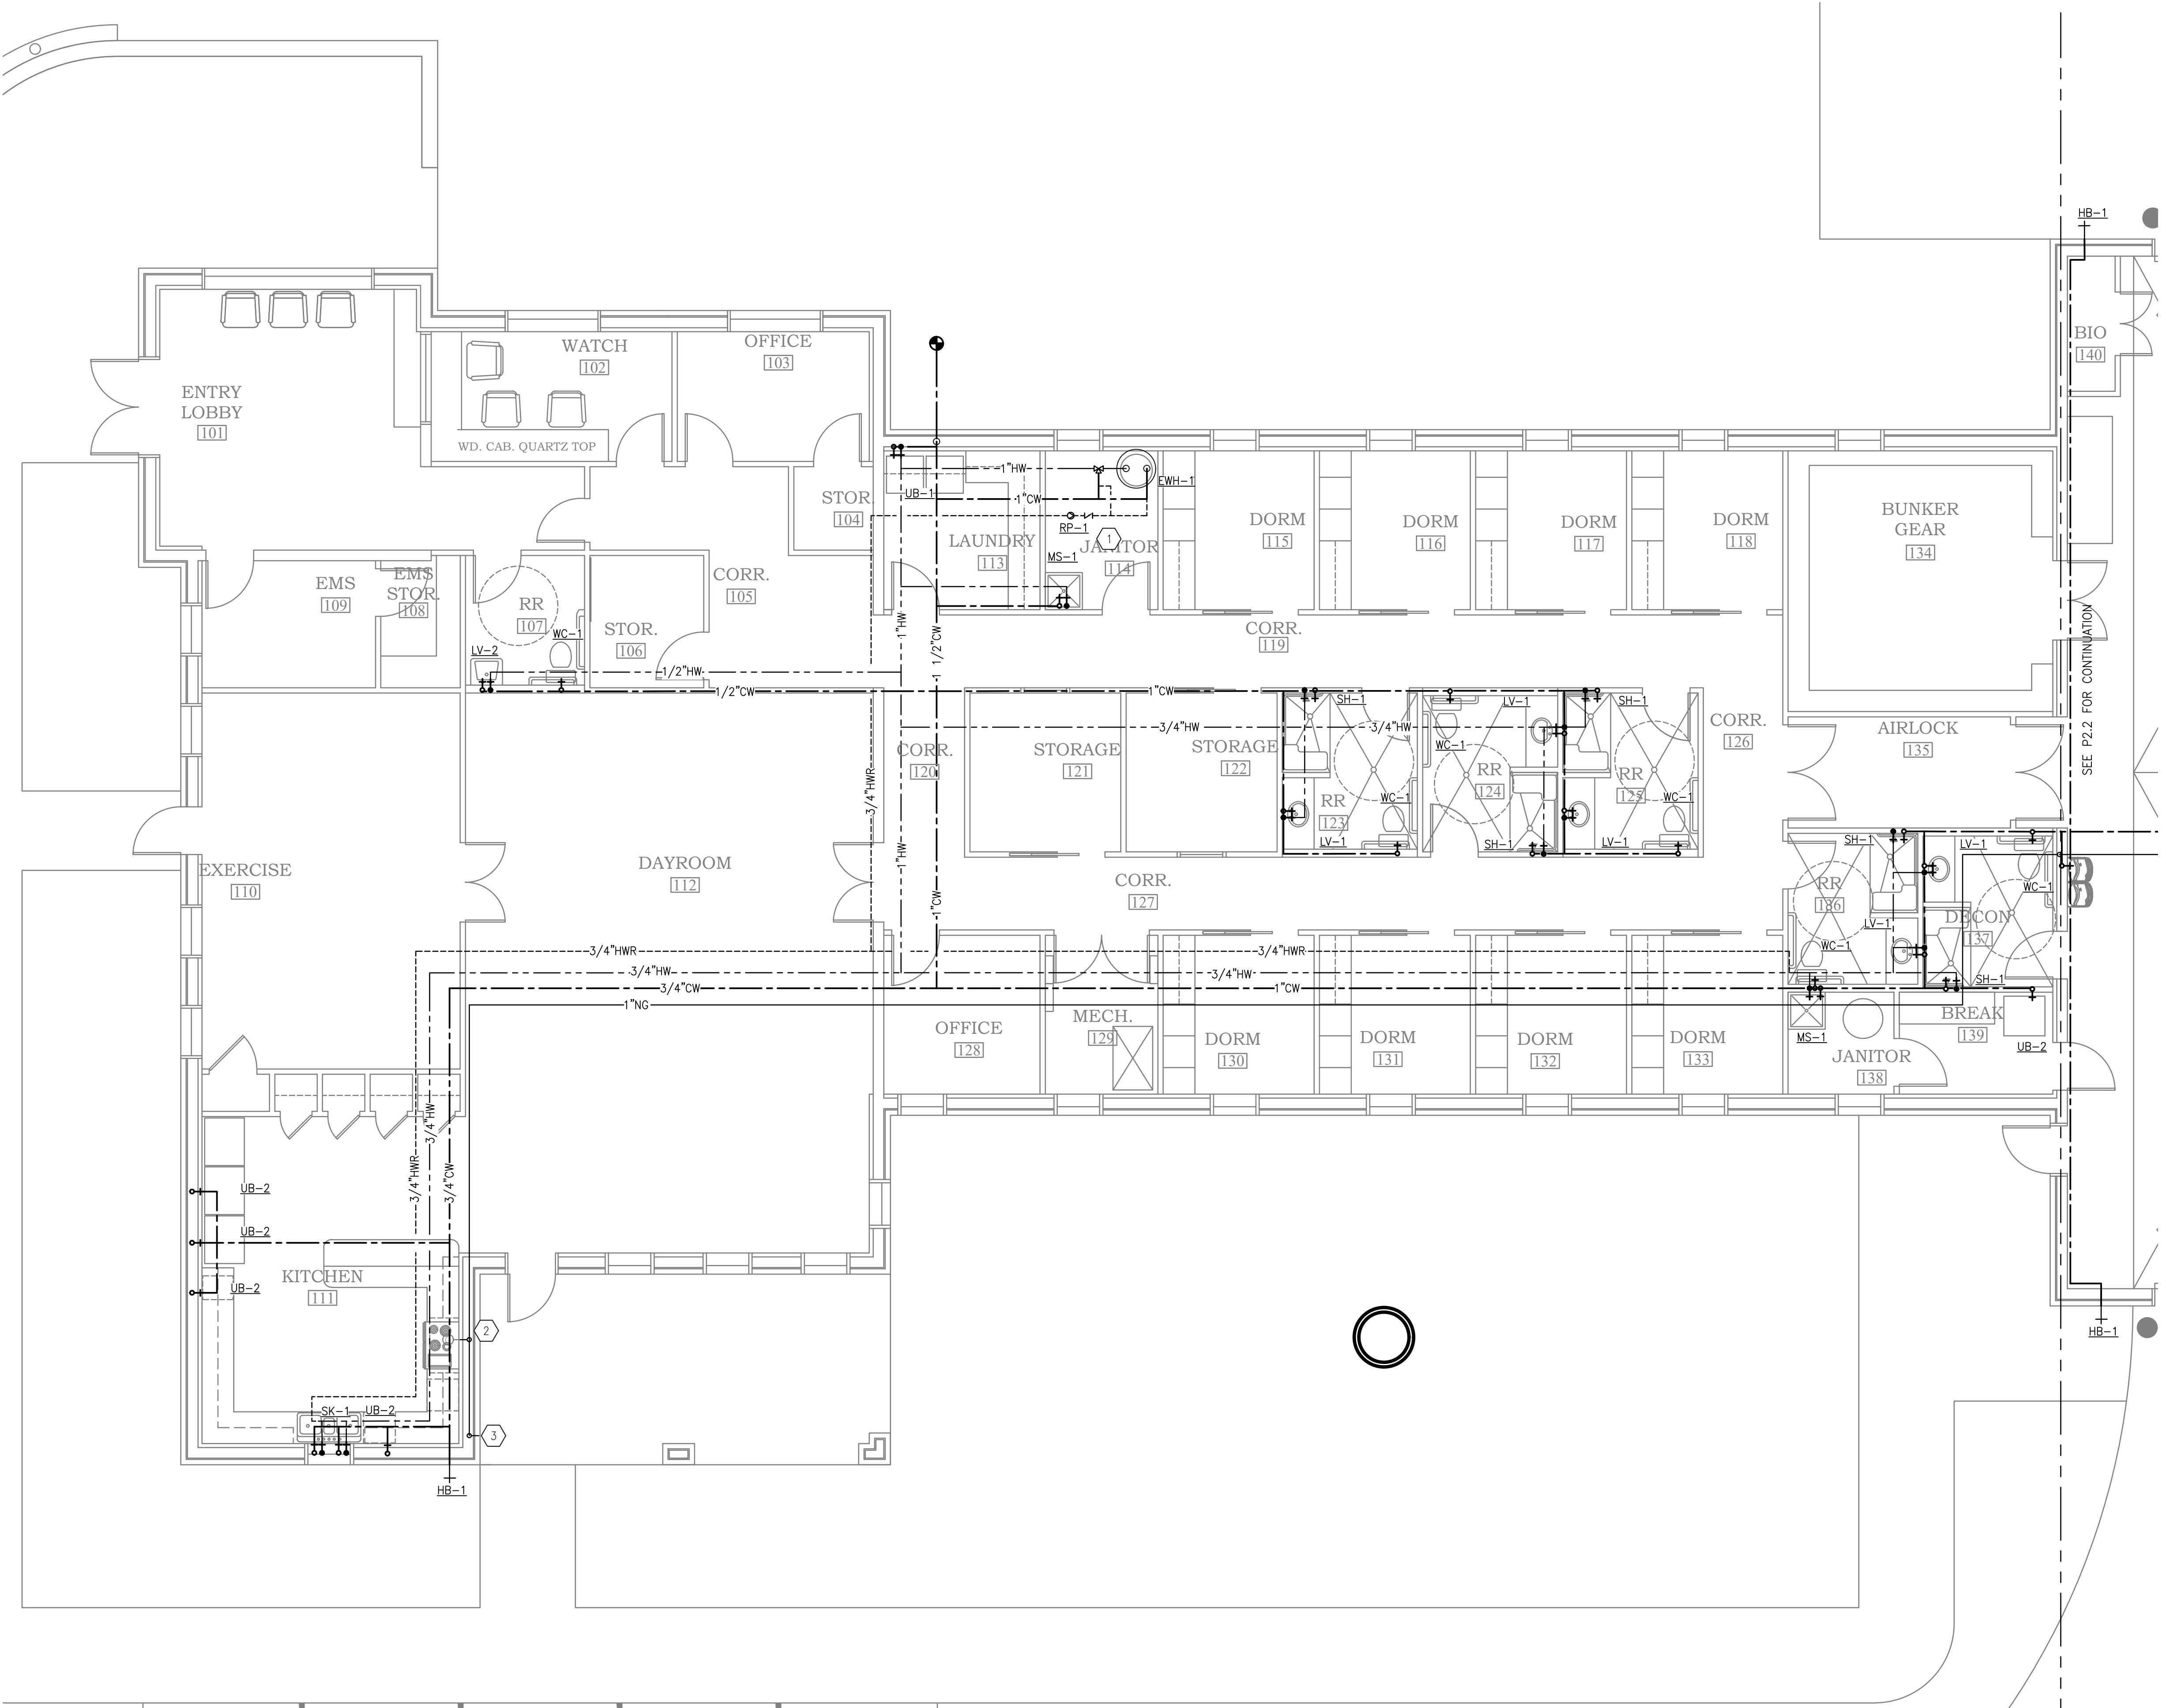 HB-1
BIO
140
WATCH
102
OFFICE
103
ENTRY
LOBBY
101
WD. CAB. QUARTZ TOP
1"HW
EWH-1
UB-1
1"CW
STOR.
104
RP-1
1
LAUNDRY
113
JANITOR
114
MS-1
DORM
115
DORM
116
DORM
117
DORM
118
BUNKER
GEAR
134
EMS
109
EMS
STOR.
108
CORR.
105
RR
107
WC-1
LV-2
STOR.
106
CORR.
119
1"HW
1 1/2"CW
SEE P2.2 FOR CONTINUATION
1/2"HW
1/2"CW
1"CW
SH-1
LV-1
SH-1
3/4"HW
3/4"HW
CORR.
126
AIRLOCK
135
CORR.
120
STORAGE
121
STORAGE
122
WC-1
RR
124
RR
125
3/4"HWR
RR
123
WC-1
WC-1
LV-1
SH-1
LV-1
1"HW
1"CW
EXERCISE
110
DAYROOM
112
CORR.
127
SH-1
LV-1
RR
136
WC-1
LV-1
DECON
137
WC-1
SH-1
3/4"HWR
3/4"HWR
3/4"HW
3/4"HW
3/4"CW
1"CW
1"NG
OFFICE
128
MECH.
129
DORM
130
DORM
131
DORM
132
DORM
133
MS-1
JANITOR
138
BREAK
139
UB-2
3/4"HWR
3/4"HW
3/4"CW
UB-2
UB-2
UB-2
KITCHEN
111
2
SK-1
UB-2
3
HB-1
HB-1